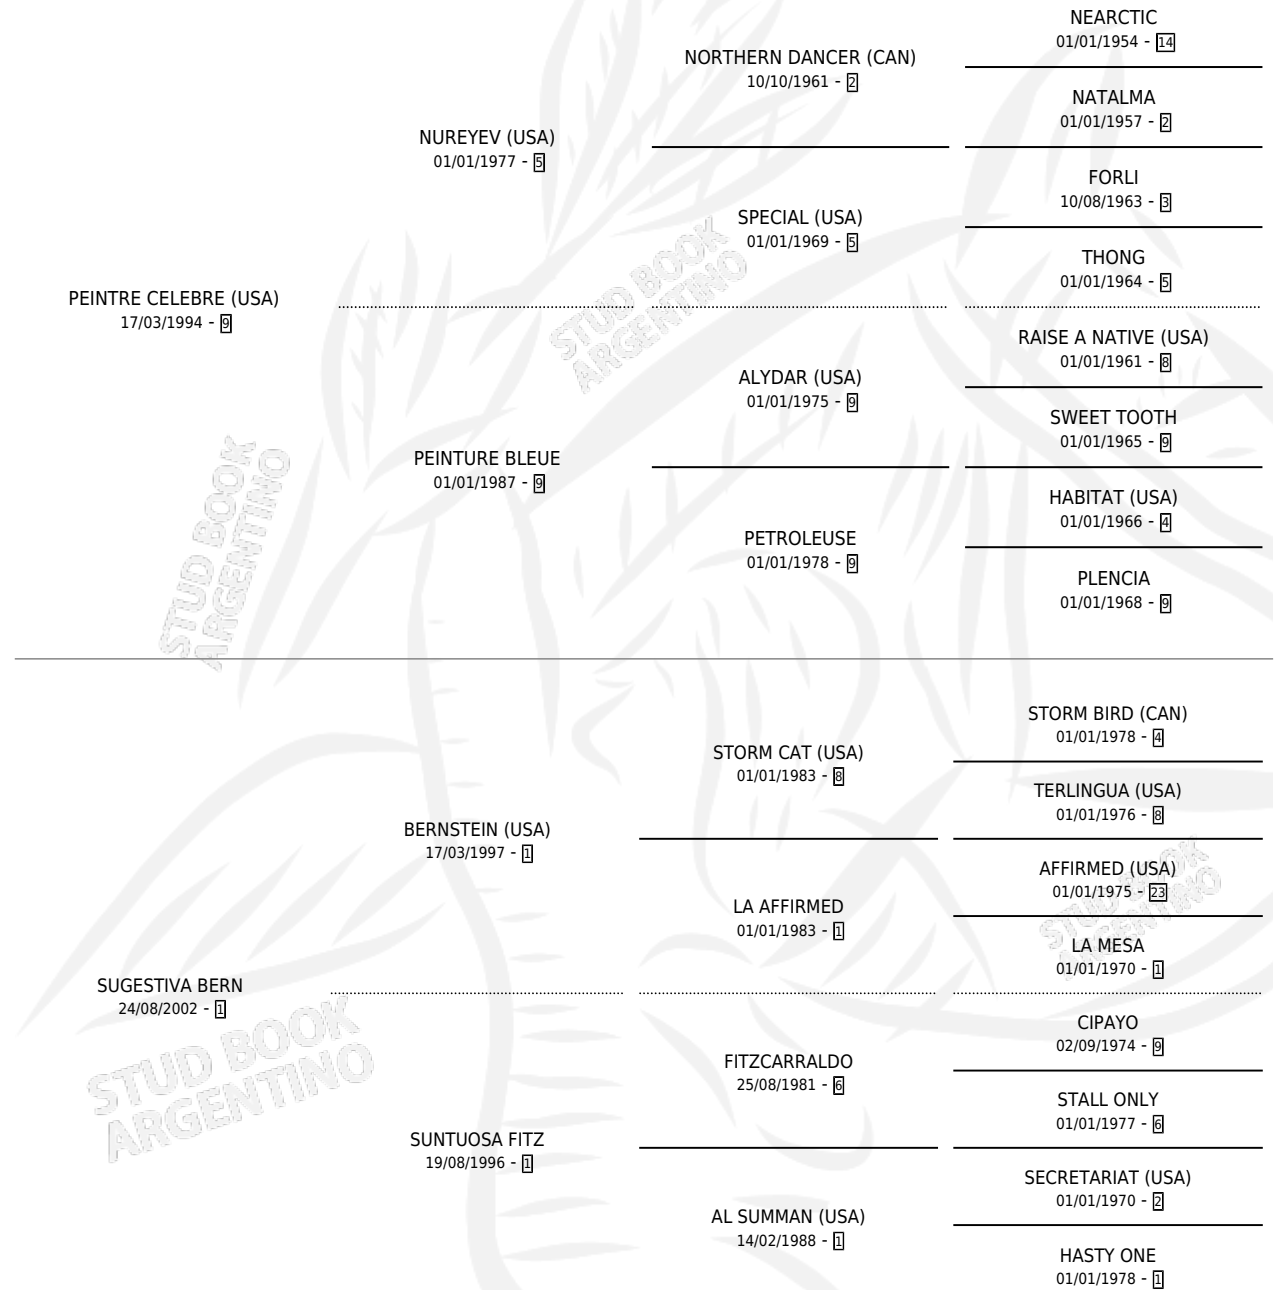 NEARCTIC
01/01/1954 - 14
NORTHERN DANCER (CAN)
10/10/1961 - 2
NATALMA
01/01/1957 - 2
NUREYEV (USA)
01/01/1977 - 5
FORLI
10/08/1963 - 3
SPECIAL (USA)
01/01/1969 - 5
THONG
01/01/1964 - 5
PEINTRE CELEBRE (USA)
17/03/1994 - 9
RAISE A NATIVE (USA)
01/01/1961 - 8
ALYDAR (USA)
01/01/1975 - 9
SWEET TOOTH
01/01/1965 - 9
PEINTURE BLEUE
01/01/1987 - 9
HABITAT (USA)
01/01/1966 - 4
PETROLEUSE
01/01/1978 - 9
PLENCIA
01/01/1968 - 9
STORM BIRD (CAN)
01/01/1978 - 4
STORM CAT (USA)
01/01/1983 - 8
TERLINGUA (USA)
01/01/1976 - 8
BERNSTEIN (USA)
17/03/1997 - 1
AFFIRMED (USA)
01/01/1975 - 23
LA AFFIRMED
01/01/1983 - 1
LA MESA
01/01/1970 - 1
SUGESTIVA BERN
24/08/2002 - 1
CIPAYO
02/09/1974 - 9
FITZCARRALDO
25/08/1981 - 6
STALL ONLY
01/01/1977 - 6
SUNTUOSA FITZ
19/08/1996 - 1
SECRETARIAT (USA)
01/01/1970 - 2
AL SUMMAN (USA)
14/02/1988 - 1
HASTY ONE
01/01/1978 - 1
STUD BOOK
ARGENTINO
STUD BOOK
ARGENTINO
STUD BOOK
ARGENTINO
STUD BOOK
ARGENTINO